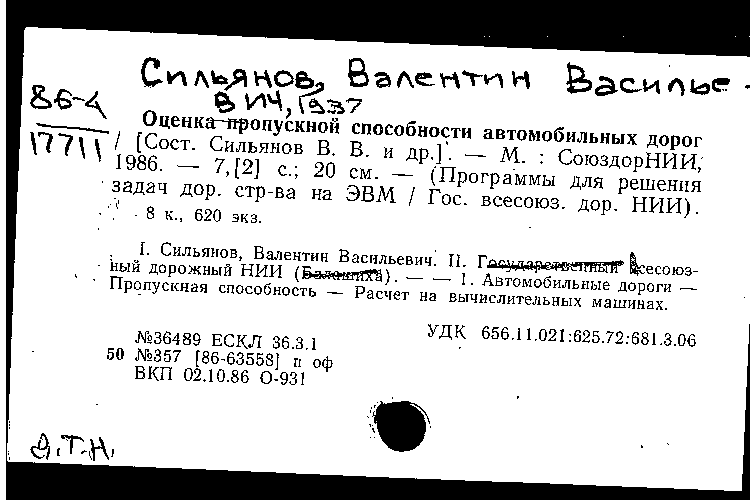 Сильянов, Валентин Василье-
вич, 1937
86-4
17711
Оценка пропускной способности автомобильных дорог
/ [Сост. Сильянов В. В. и др.]. — М. : СоюздорНИИ,
1986. — 7,[2] с.; 20 см. — (Программы для решения
задач дор. стр-ва на ЭВМ / Гос. всесоюз. дор. НИИ).
8 к., 620 экз.
I. Сильянов, Валентин Васильевич. II. Государственный Всесоюз-
ный дорожный НИИ (Балашиха). — — 1. Автомобильные дороги —
Пропускная способность — Расчет на вычислительных машинах.
УДК 656.11.021:625.72:681.3.06
№36489 ЕСКЛ 36.3.1
50 №357 [86-63558] п оф
ВКП 02.10.86 О-931
Д.Т.Н.